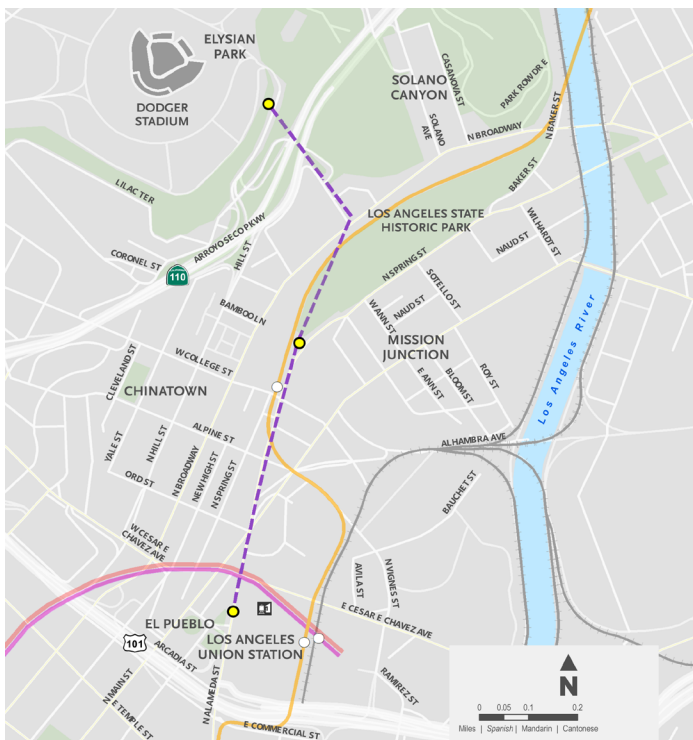 ELYSIAN
PARK
DODGER
STADIUM
SOLANO
CANYON
CASANOVA ST
PARK ROW DR E
SOLANO
AVE
N BROADWAY
N BAKER ST
BAKER ST
LILAC TER
LOS ANGELES STATE
HISTORIC PARK
WILHARDT ST
NAUD ST
ARROYO SECO PKWY
HILL ST
CORONEL ST
110
N SPRING ST
SOTELLO ST
NAUD ST
W ANN ST
BAMBOO LN
MISSION
JUNCTION
Los Angeles River
W COLLEGE ST
CLEVELAND ST
CHINATOWN
E ANN ST
BLOOM ST
ROY ST
ALPINE ST
YALE ST
N HILL ST
N BROADWAY
NEW HIGH ST
N SPRING ST
ORD ST
ALHAMBRA AVE
BAUCHET ST
W CESAR E
CHAVEZ AVE
AVILA ST
N VIGNES ST
E CESAR E CHAVEZ AVE
EL PUEBLO
LOS ANGELES
UNION STATION
101
ARCADIA ST
N MAIN ST
N ALAMEDA ST
RAMIREZ ST
E TEMPLE ST
E COMMERCIAL ST
N
0 0.05 0.1 0.2
Miles | Spanish | Mandarin | Cantonese